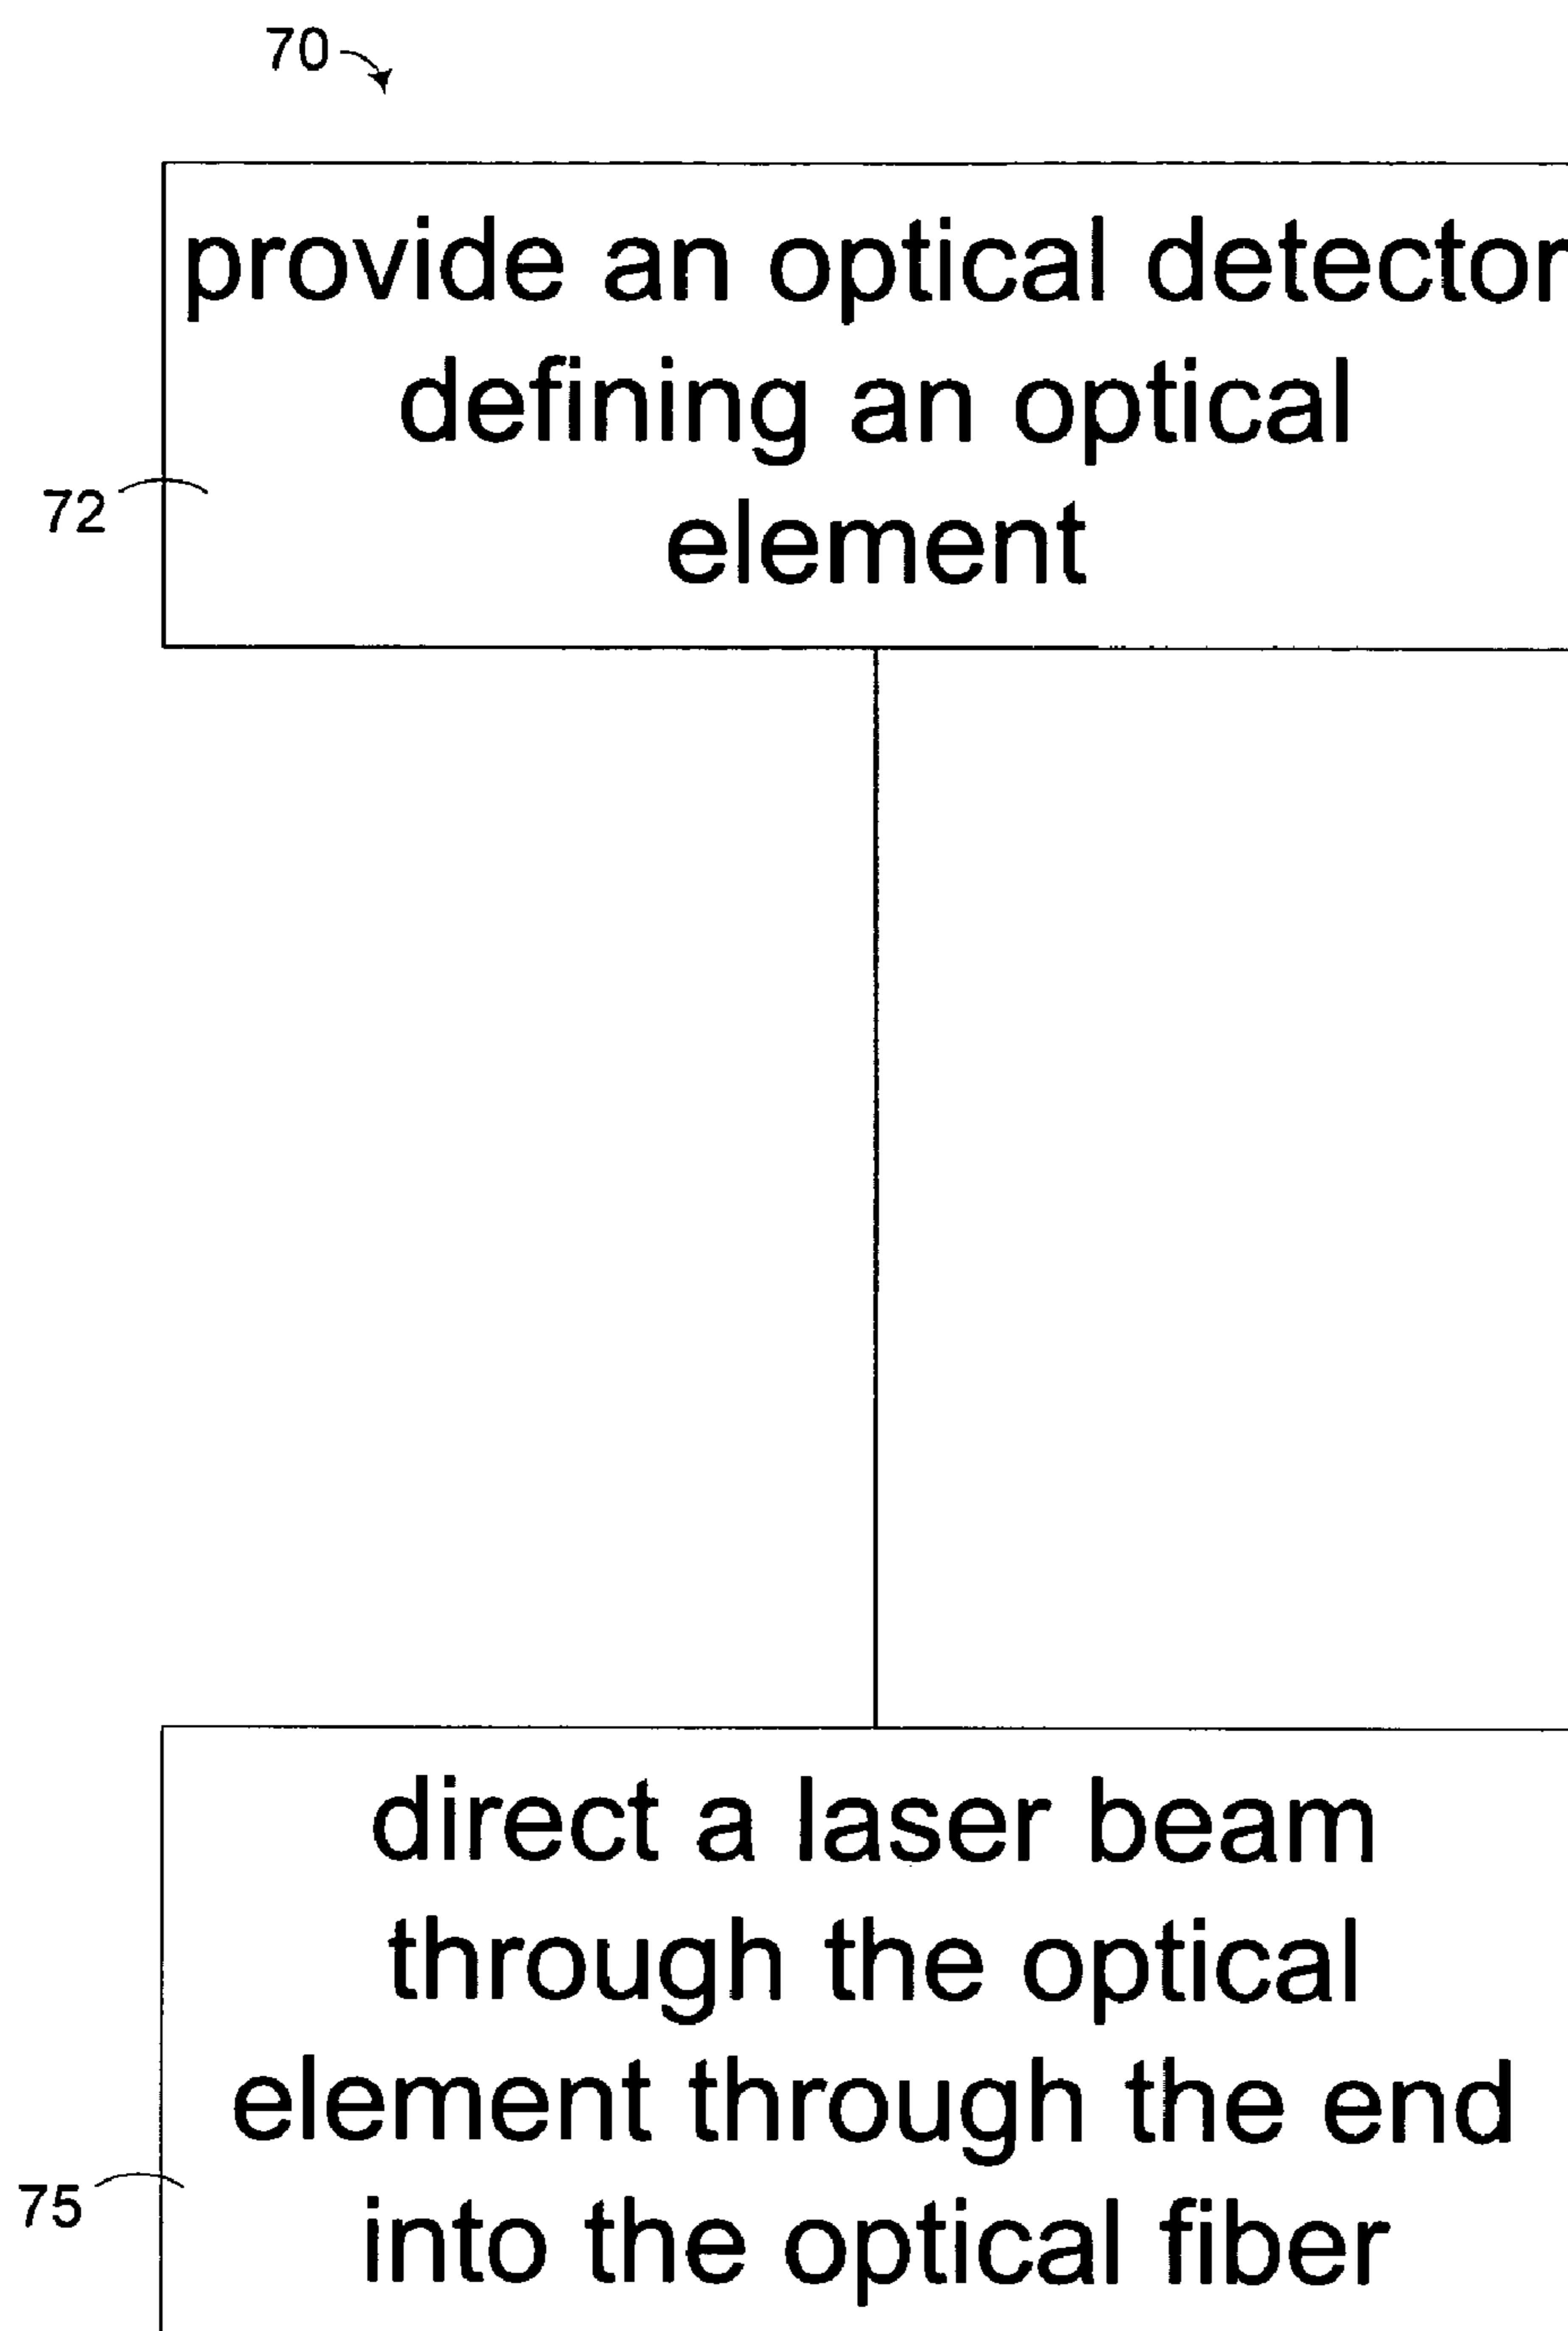 70
provide an optical detector
defining an optical
element
72
direct a laser beam
through the optical
element through the end
into the optical fiber
75